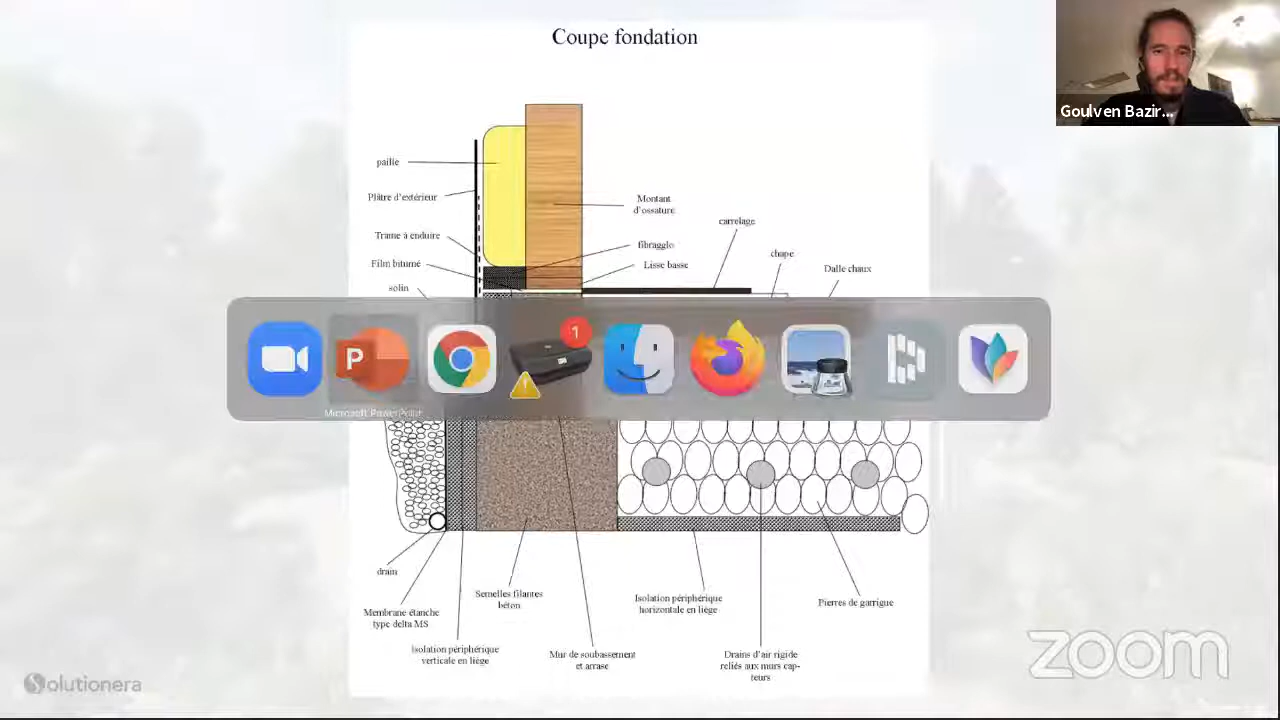 Coupe fondation
Goulven Bazir...
paille
Plâtre d'extérieur
Montant
d'ossature
carrelage
Trame à enduire
fibragglo
chape
Film bitumé
Lisse basse
Dalle chaux
solin
1
P
Microsoft PowerPoint
drain
Semelles filantes
béton
Isolation périphérique
horizontale en liège
Pierres de garrigue
Membrane étanche
type delta MS
Isolation périphérique
verticale en liège
Mur de soubassement
et arrase
Drains d'air rigide
reliés aux murs cap-
teurs
zoom
Solutionera